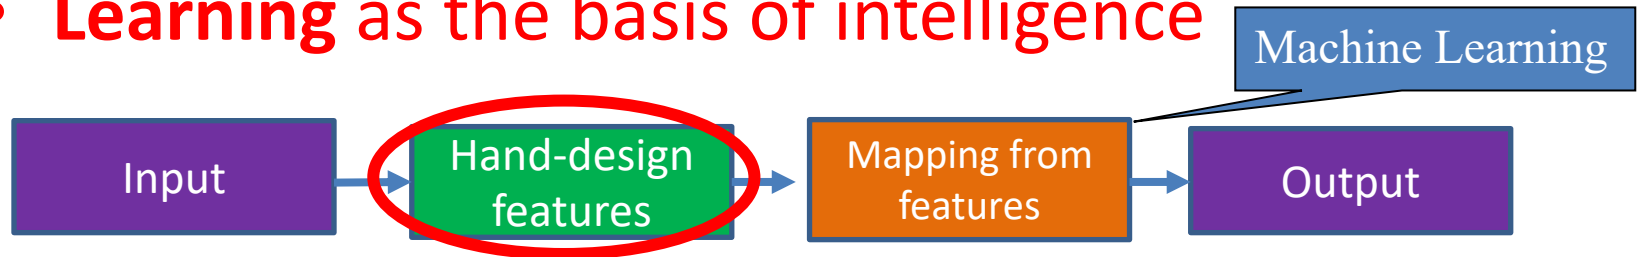 • Learning as the basis of intelligence
Machine Learning
Input
Hand-design
features
Mapping from
features
Output